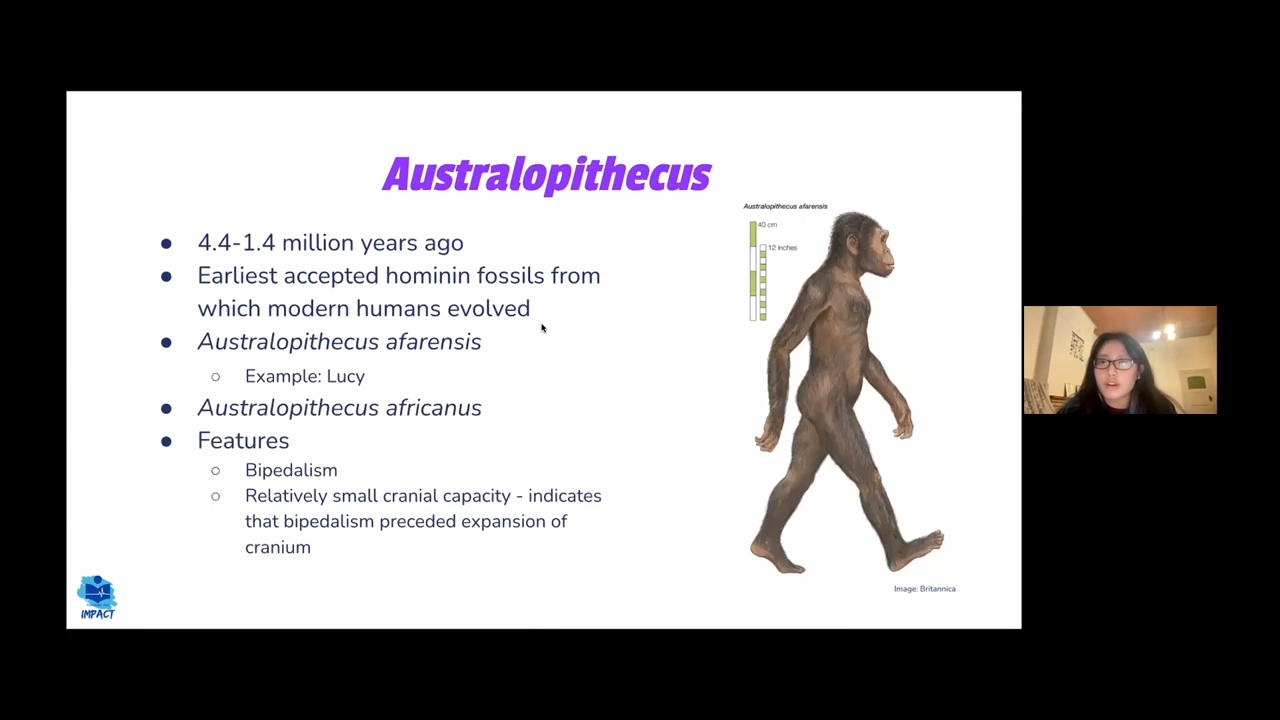 Australopithecus
4.4-1.4 million years ago
Earliest accepted hominin fossils from
which modern humans evolved
Australopithecus afarensis
Example: Lucy
Australopithecus africanus
Features
Bipedalism
Relatively small cranial capacity - indicates
that bipedalism preceded expansion of
cranium
Australopithecus afarensis
40 cm
12 inches
Image: Britannica
IMPACT